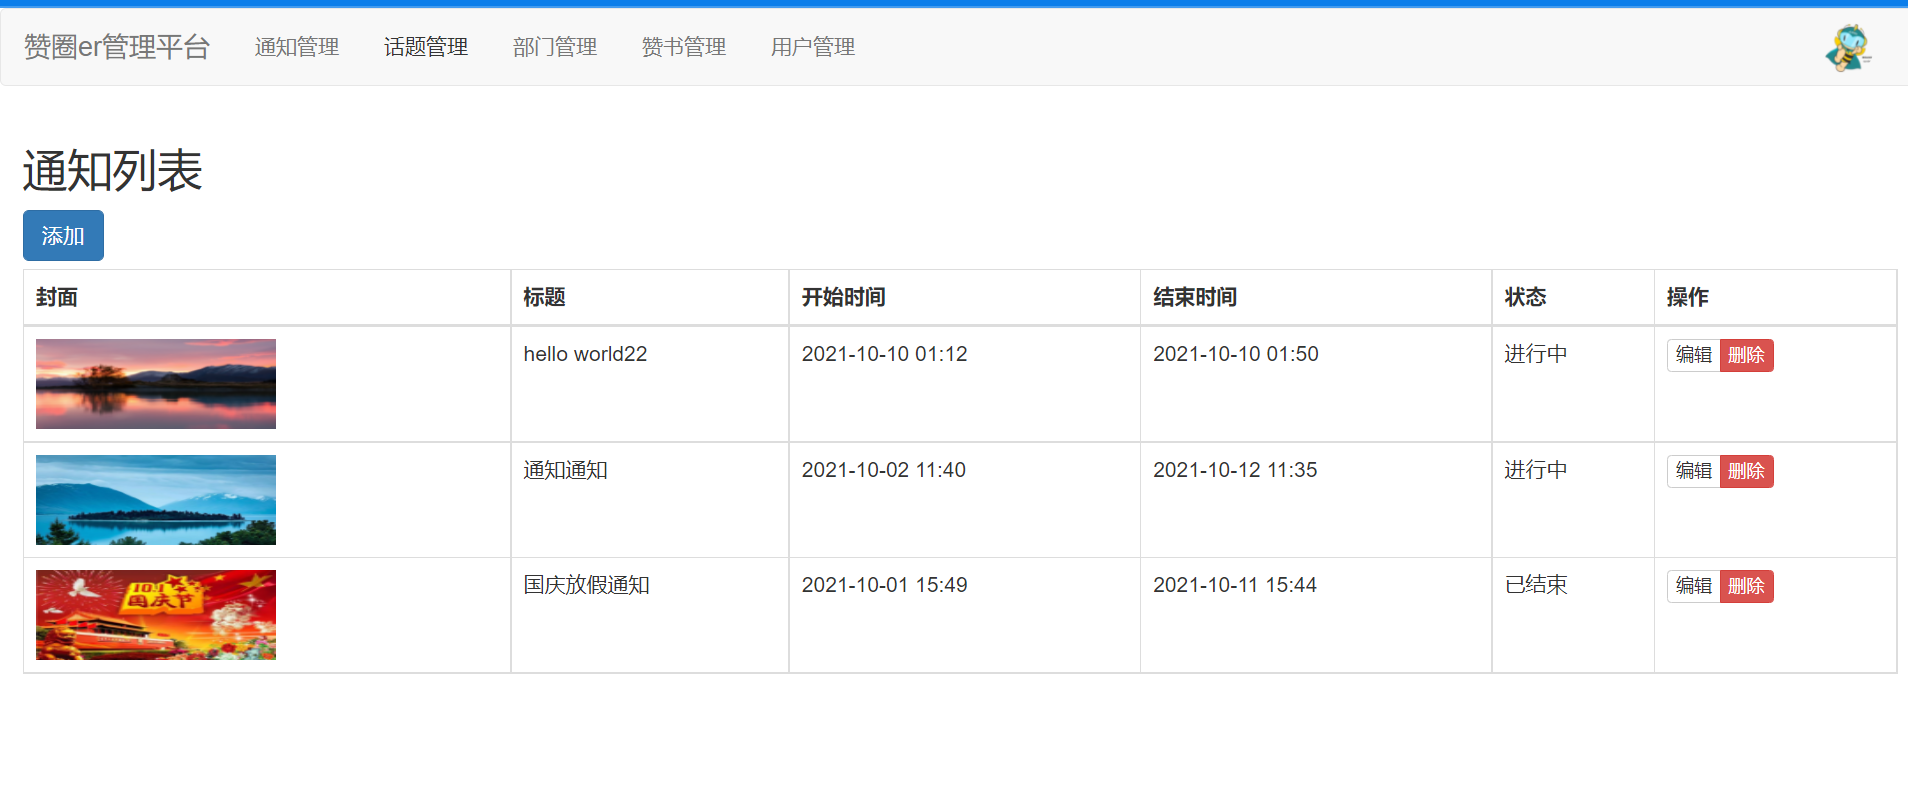 赞圈er管理平台 通知管理 话题管理 部门管理 赞书管理 用户管理
通知列表
添加
封面 标题 开始时间 结束时间 状态 操作
hello world22 2021-10-10 01:12 2021-10-10 01:50 进行中 编辑 删除
通知通知 2021-10-02 11:40 2021-10-12 11:35 进行中 编辑 删除
10.1
国庆节
国庆放假通知 2021-10-01 15:49 2021-10-11 15:44 已结束 编辑 删除